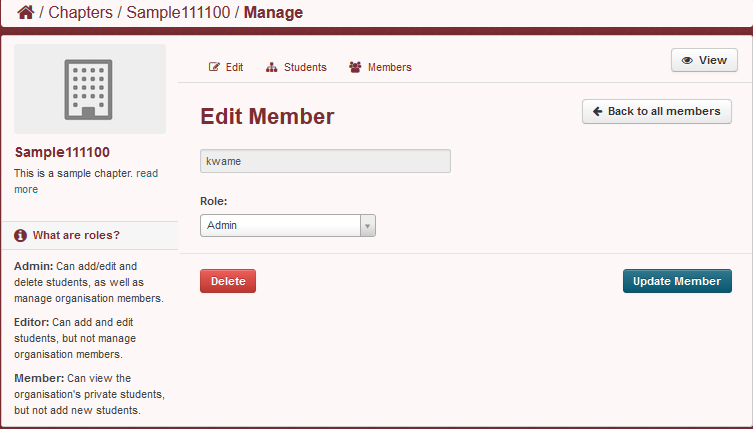 / Chapters / Sample111100 / Manage
Edit Students Members View
Edit Member
Back to all members
kwame
Role:
Admin
Delete
Update Member
Sample111100
This is a sample chapter. read
more
What are roles?
Admin: Can add/edit and
delete students, as well as
manage organisation members.
Editor: Can add and edit
students, but not manage
organisation members.
Member: Can view the
organisation's private students,
but not add new students.